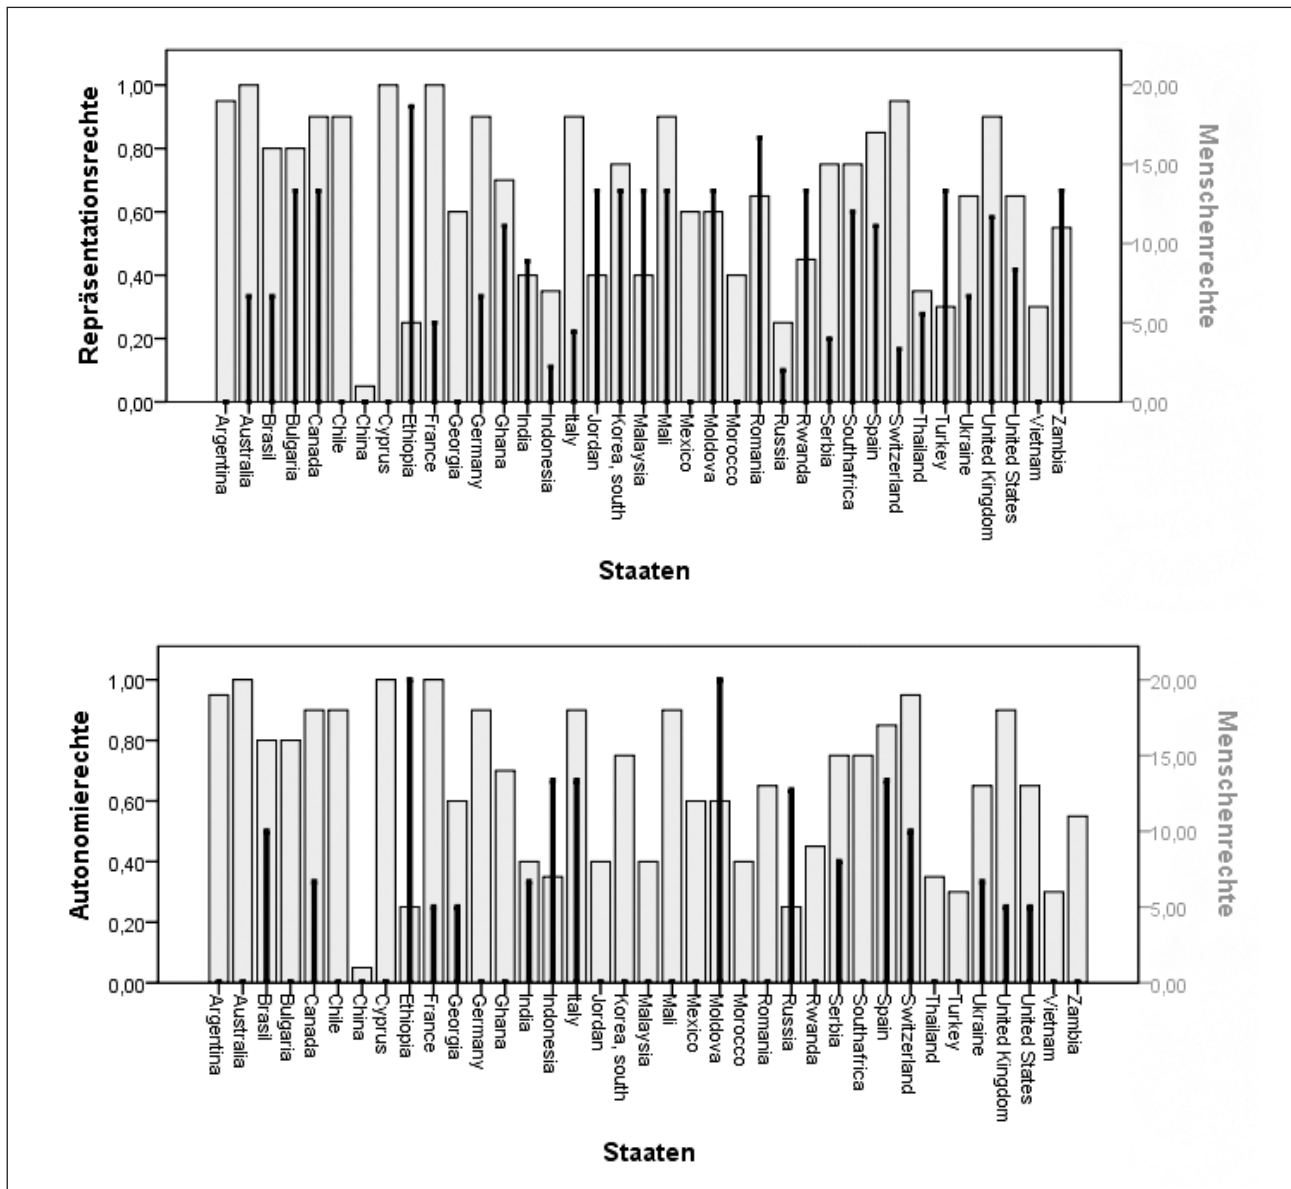 Repräsentationsrechte
1,00
0,80
0,60
0,40
0,20
0,00
20,00
15,00
10,00
5,00
0,00
Menschenrechte
Argentina
Australia
Brasil
Bulgaria
Canada
Chile
China
Cyprus
Ethiopia
France
Georgia
Germany
Ghana
India
Indonesia
Italy
Jordan
Korea, south
Malaysia
Mali
Mexico
Moldova
Morocco
Romania
Russia
Rwanda
Serbia
Southafrica
Spain
Switzerland
Thailand
Turkey
Ukraine
United Kingdom
United States
Vietnam
Zambia
Staaten
Autonomierechte
1,00
0,80
0,60
0,40
0,20
0,00
20,00
15,00
10,00
5,00
0,00
Menschenrechte
Argentina
Australia
Brasil
Bulgaria
Canada
Chile
China
Cyprus
Ethiopia
France
Georgia
Germany
Ghana
India
Indonesia
Italy
Jordan
Korea, south
Malaysia
Mali
Mexico
Moldova
Morocco
Romania
Russia
Rwanda
Serbia
Southafrica
Spain
Switzerland
Thailand
Turkey
Ukraine
United Kingdom
United States
Vietnam
Zambia
Staaten